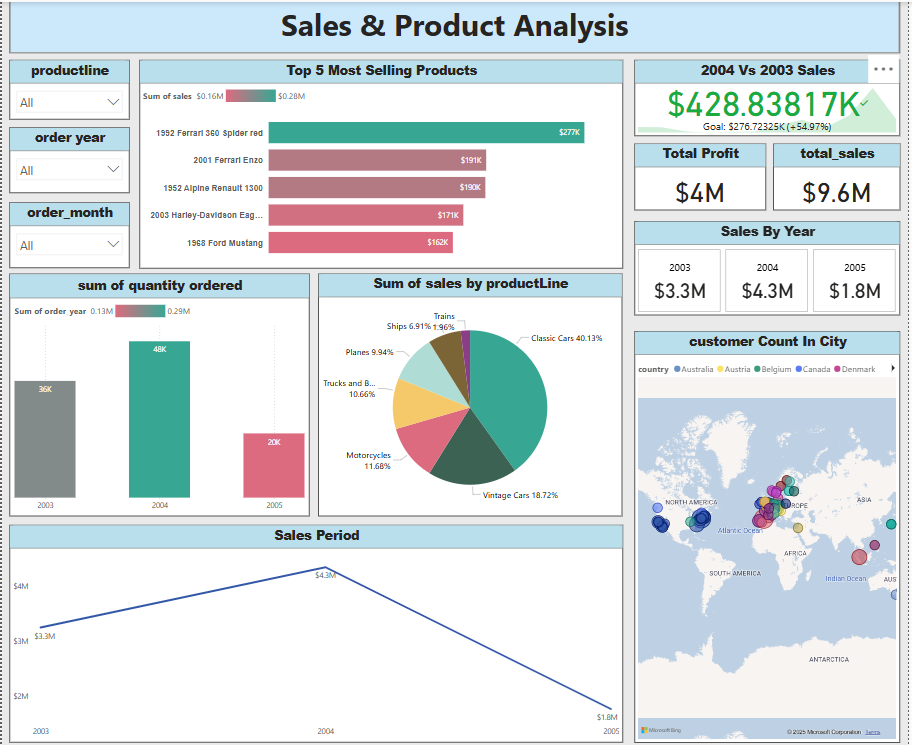 Sales & Product Analysis
productline
All
order year
All
order_month
All
Top 5 Most Selling Products
Sum of sales $0.16M $0.28M
1992 Ferrari 360 Spider red $277K
2001 Ferrari Enzo $191K
1952 Alpine Renault 1300 $190K
2003 Harley-Davidson Eag... $171K
1968 Ford Mustang $162K
2004 Vs 2003 Sales
$428.83817K
Goal: $276.72325K (+54.97%)
Total Profit
$4M
total_sales
$9.6M
Sales By Year
2003 2004 2005
$3.3M $4.3M $1.8M
sum of quantity ordered
Sum of order year 0.13M 0.29M
36K 48K 20K
2003 2004 2005
Sum of sales by productLine
Trains
1.96%
Ships 6.91%
Classic Cars 40.13%
Planes 9.94%
Trucks and B...
10.66%
Motorcycles
11.68%
Vintage Cars 18.72%
customer Count In City
country Australia Austria Belgium Canada Denmark
NORTH AMERICA
ROPE
ASIA
Atlantic Ocean
AFRICA
SOUTH AMERICA
Indian Ocean
AUS
ANTARCTICA
Microsoft Bing
© 2025 Microsoft Corporation Terms
Sales Period
$4M
$3M
$2M
$3.3M
$4.3M
$1.8M
2003 2004 2005